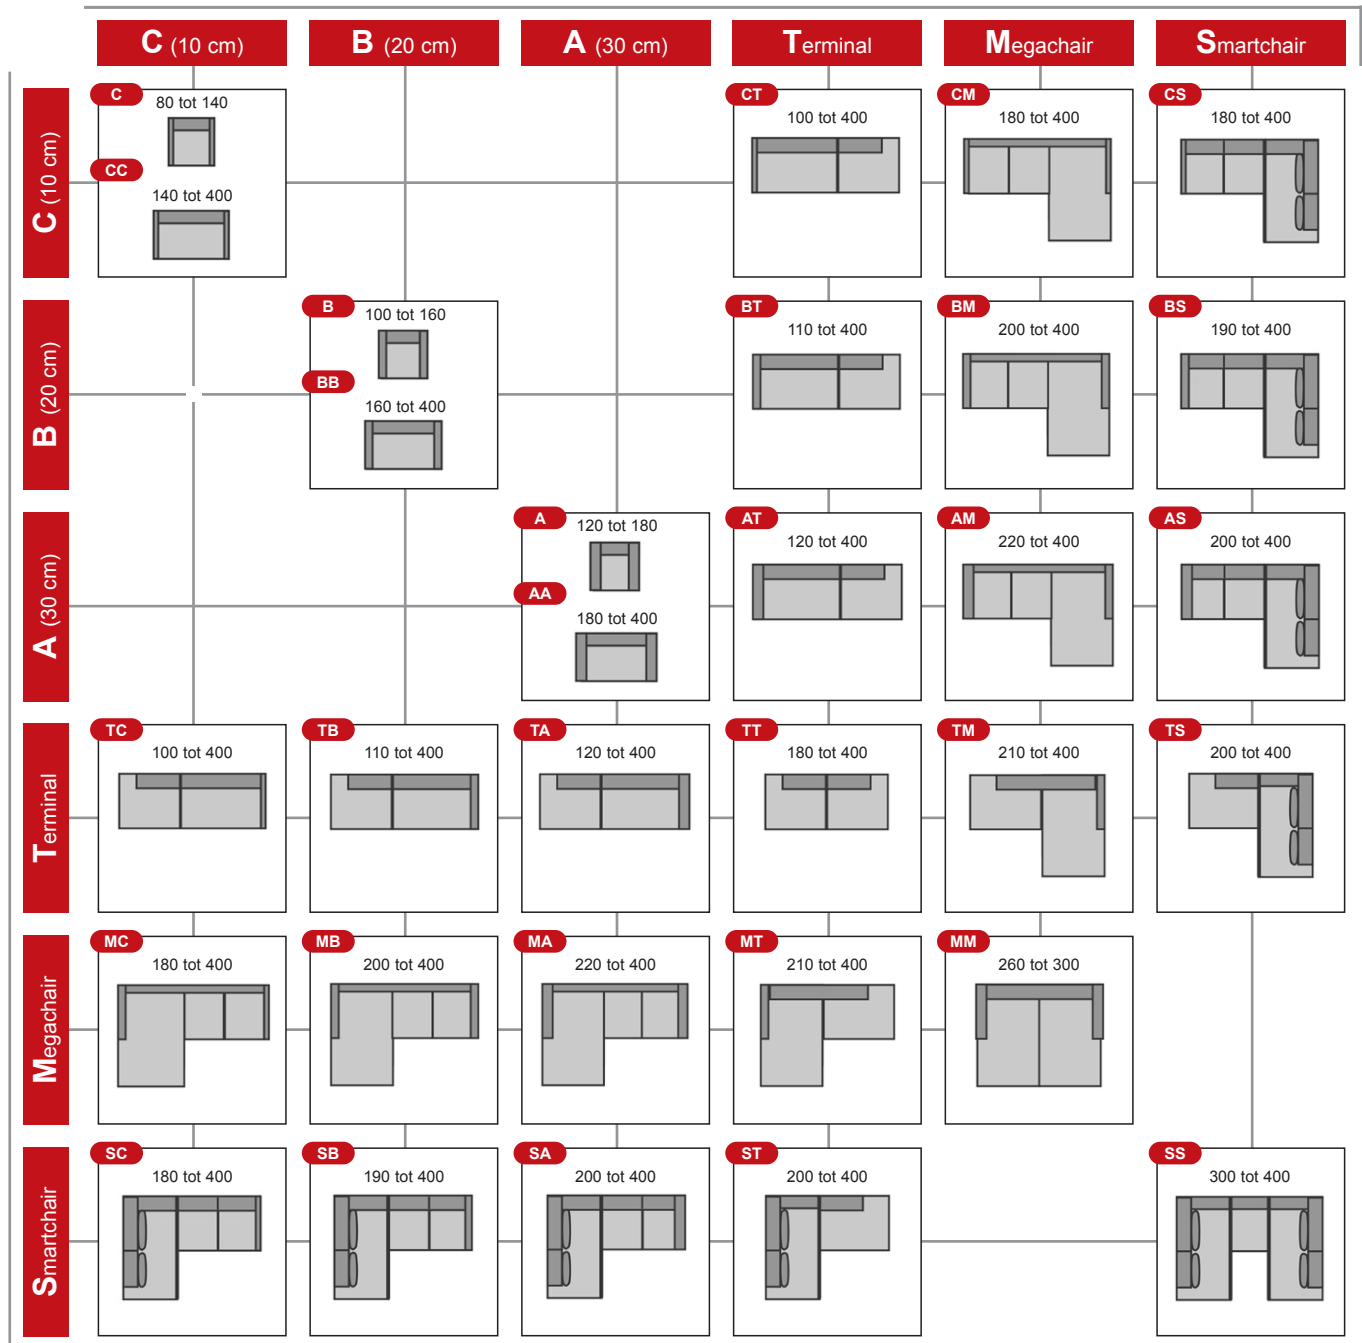 C (10 cm)
B (20 cm)
A (30 cm)
Terminal
Megachair
Smartchair
C (10 cm)
C
80 tot 140
CC
140 tot 400
CT
100 tot 400
CM
180 tot 400
CS
180 tot 400
B (20 cm)
B
100 tot 160
BB
160 tot 400
BT
110 tot 400
BM
200 tot 400
BS
190 tot 400
A (30 cm)
A
120 tot 180
AA
180 tot 400
AT
120 tot 400
AM
220 tot 400
AS
200 tot 400
Terminal
TC
100 tot 400
TB
110 tot 400
TA
120 tot 400
TT
180 tot 400
TM
210 tot 400
TS
200 tot 400
Megachair
MC
180 tot 400
MB
200 tot 400
MA
220 tot 400
MT
210 tot 400
MM
260 tot 300
Smartchair
SC
180 tot 400
SB
190 tot 400
SA
200 tot 400
ST
200 tot 400
SS
300 tot 400